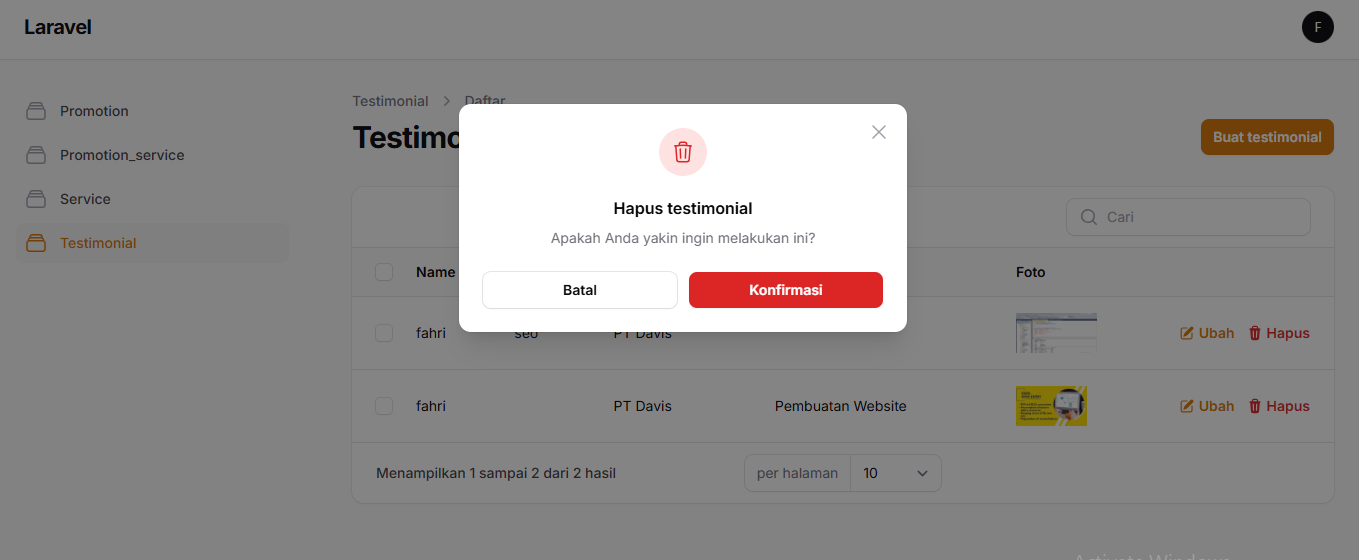 Laravel
F
Promotion
Promotion_service
Service
Testimonial
Testimonial > Daftar
Testimo
Buat testimonial
Hapus testimonial
Apakah Anda yakin ingin melakukan ini?
Batal
Konfirmasi
Cari
Name
Foto
fahri seo PT Davis Ubah Hapus
fahri PT Davis Pembuatan Website Ubah Hapus
Menampilkan 1 sampai 2 dari 2 hasil
per halaman 10
Activate Windows